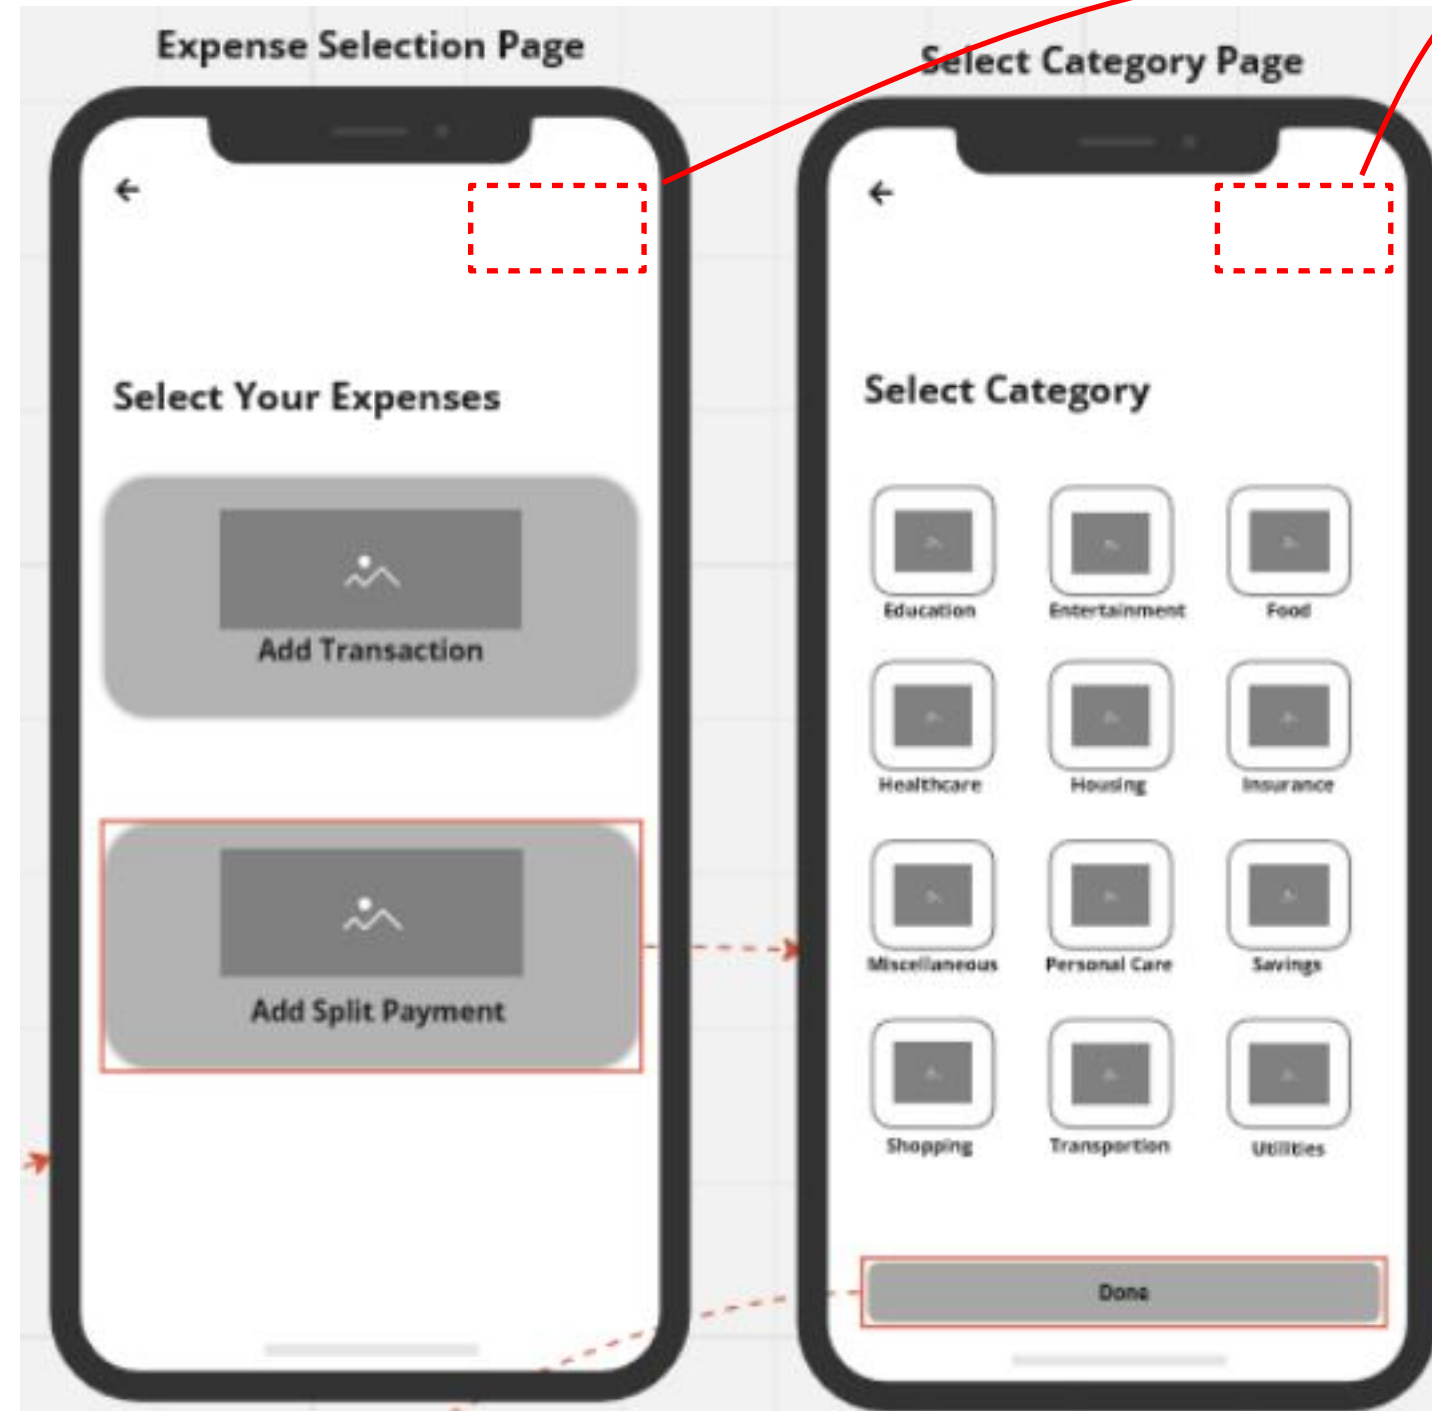 Expense Selection Page
Select Your Expenses
Add Transaction
Add Split Payment
Select Category Page
Select Category
Education Entertainment Food
Healthcare Housing Insurance
Miscellaneous Personal Care Savings
Shopping Transportion Utilities
Done